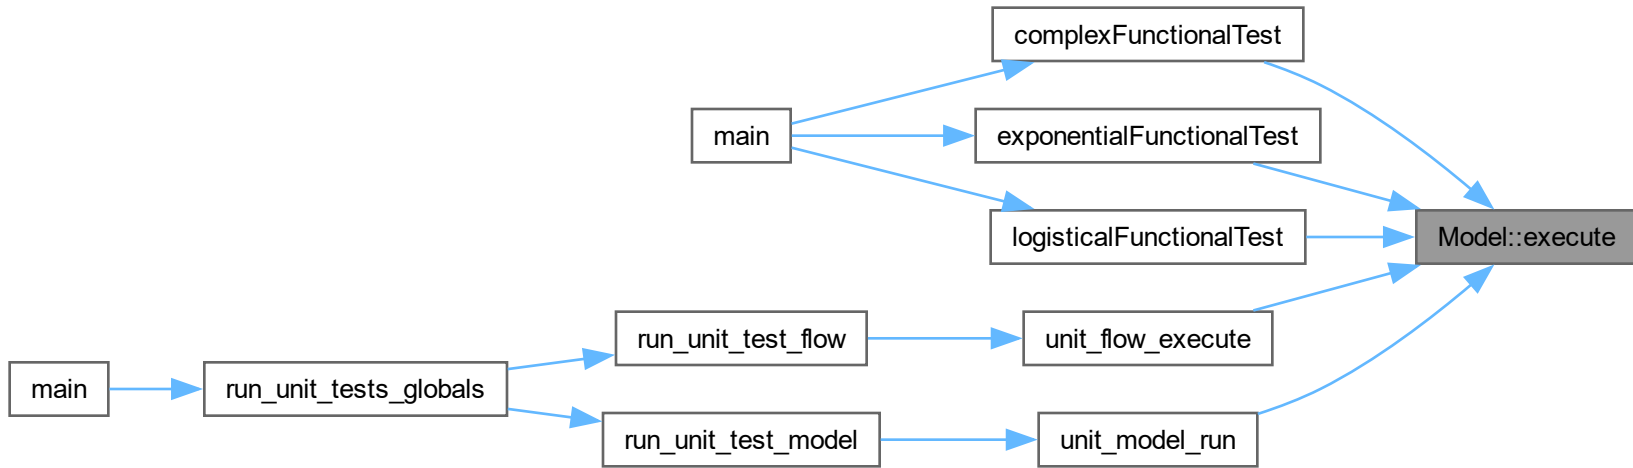 complexFunctionalTest
main
exponentialFunctionalTest
logisticalFunctionalTest
Model::execute
run_unit_test_flow
unit_flow_execute
main
run_unit_tests_globals
run_unit_test_model
unit_model_run